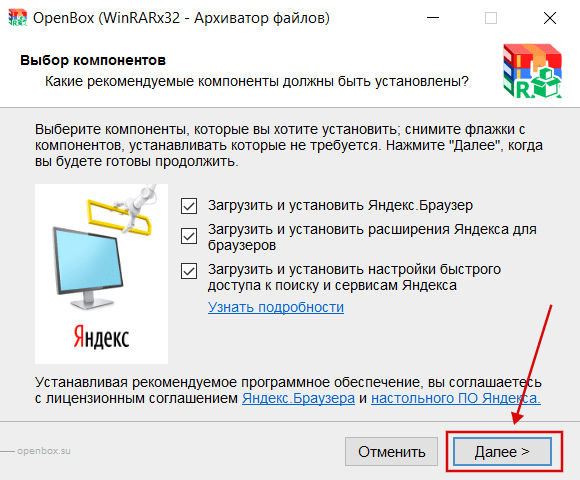 OpenBox (WinRARx32 - Архиватор файлов)
Выбор компонентов
Какие рекомендуемые компоненты должны быть установлены?
Выберите компоненты, которые вы хотите установить; снимите флажки с
компонентов, устанавливать которые не требуется. Нажмите "Далее", когда
вы будете готовы продолжить.
Загрузить и установить Яндекс.Браузер
Загрузить и установить расширения Яндекса для
браузеров
Загрузить и установить настройки быстрого
доступа к поиску и сервисам Яндекса
Узнать подробности
Яндекс
Устанавливая рекомендуемое программное обеспечение, вы соглашаетесь
с лицензионным соглашением Яндекс.Браузера и настольного ПО Яндекса.
openbox.su
Отменить
Далее >